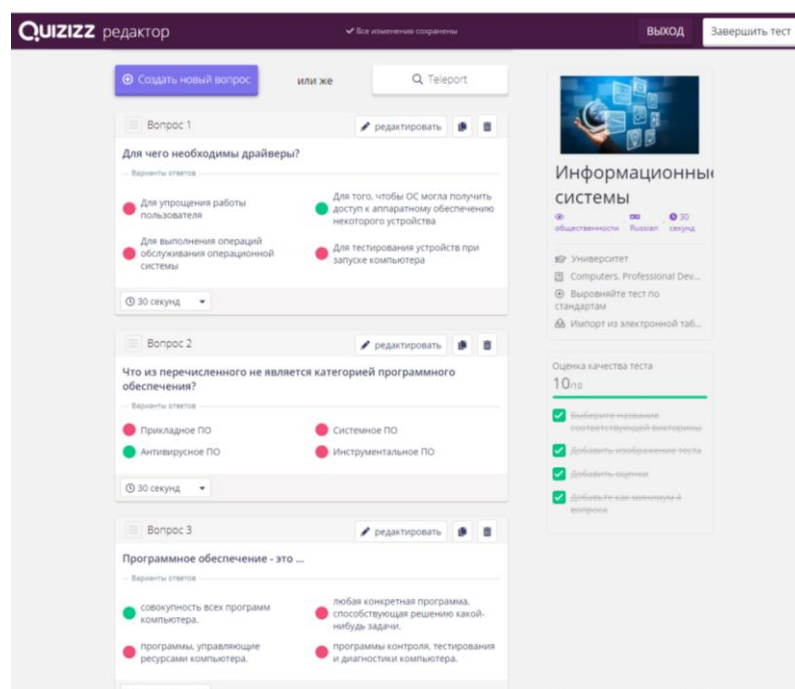 QUIZIZZ редактор
Все изменения сохранены
ВЫХОД
Завершить тест
Создать новый вопрос
или же
Teleport
Вопрос 1
редактировать
Для чего необходимы драйверы?
Варианты ответов
Для упрощения работы
пользователя
Для того, чтобы ОС могла получить
доступ к аппаратному обеспечению
некоторого устройства
Для выполнения операций
обслуживания операционной
системы
Для тестирования устройств при
запуске компьютера
30 секунд
Вопрос 2
редактировать
Что из перечисленного не является категорией программного
обеспечения?
Варианты ответов
Прикладное ПО
Системное ПО
Антивирусное ПО
Инструментальное ПО
30 секунд
Вопрос 3
редактировать
Программное обеспечение - это ...
Варианты ответов
совокупность всех программ
компьютера.
любая конкретная программа,
способствующая решению какой-
нибудь задачи.
программы, управляющие
ресурсами компьютера.
программы контроля, тестирования
и диагностики компьютера.
Информационные
системы
общественности
Russian
30
секунд
Университет
Computers, Professional Dev...
Выровняйте тест по
стандартам
Импорт из электронной таб...
Оценка качества теста
10/10
Выберите название
соответствующей викторины
Добавить изображение теста
Добавить оценки
Добавьте как минимум 4
вопроса